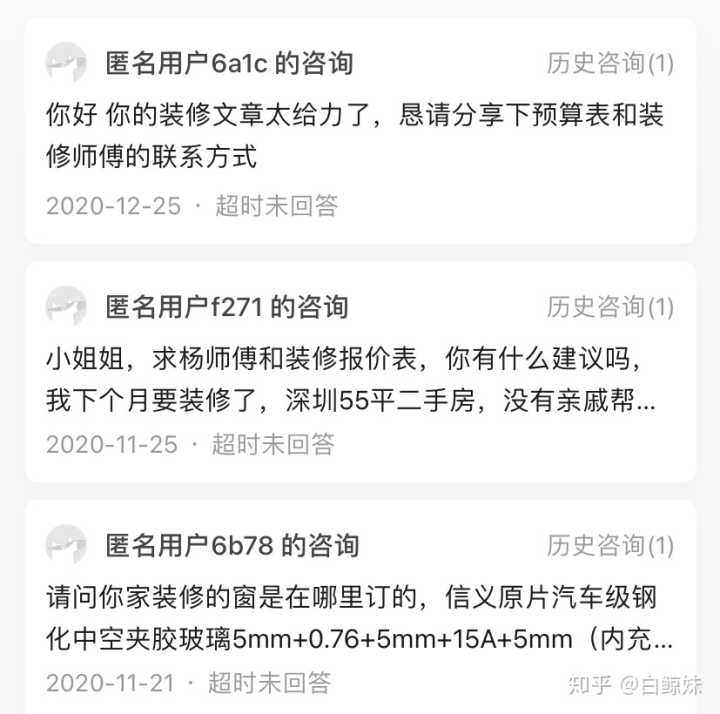 匿名用户6a1c 的咨询 历史咨询(1)
你好 你的装修文章太给力了，恳请分享下预算表和装
修师傅的联系方式
2020-12-25 · 超时未回答
匿名用户f271 的咨询 历史咨询(1)
小姐姐，求杨师傅和装修报价表，你有什么建议吗，
我下个月要装修了，深圳55平二手房，没有亲戚帮...
2020-11-25 · 超时未回答
匿名用户6b78 的咨询 历史咨询(1)
请问你家装修的窗是在哪里订的，信义原片汽车级钢
化中空夹胶玻璃5mm+0.76+5mm+15A+5mm（内充...
2020-11-21 · 超时未回答
知乎 @白鲸妹